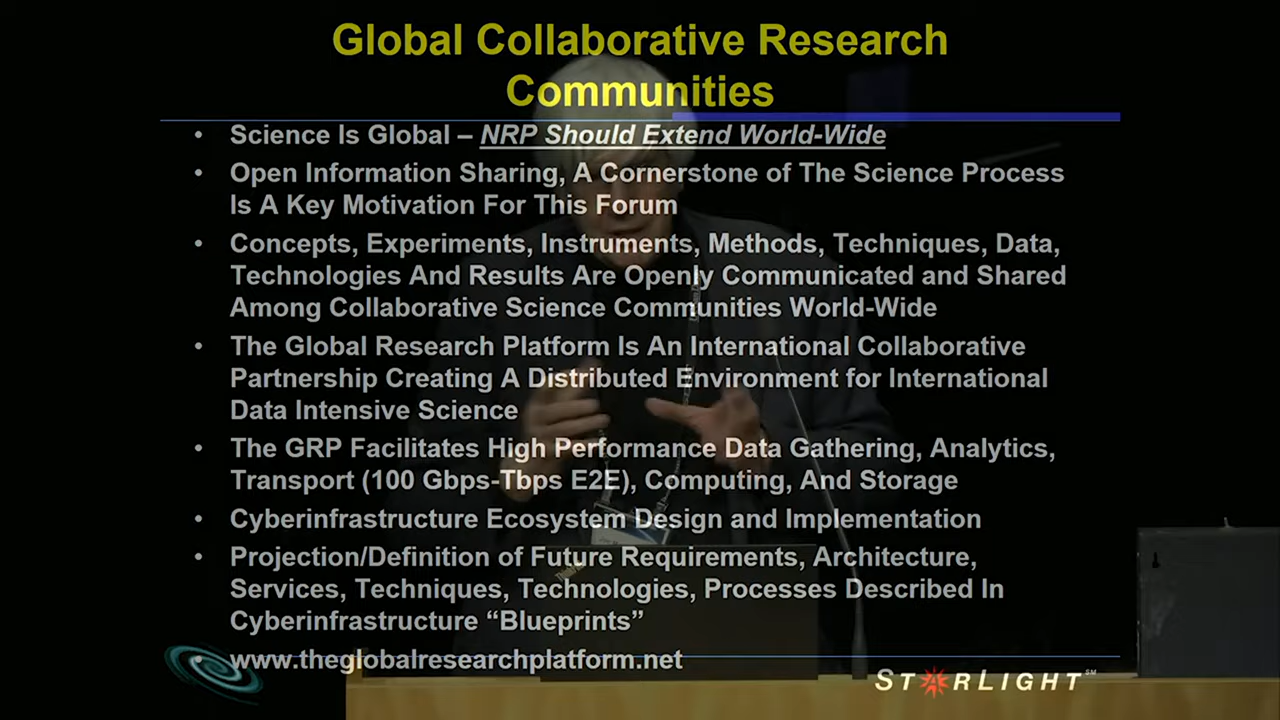 Global Collaborative Research
Communities
• Science Is Global – NRP Should Extend World-Wide
• Open Information Sharing, A Cornerstone of The Science Process
Is A Key Motivation For This Forum
• Concepts, Experiments, Instruments, Methods, Techniques, Data,
Technologies And Results Are Openly Communicated and Shared
Among Collaborative Science Communities World-Wide
• The Global Research Platform Is An International Collaborative
Partnership Creating A Distributed Environment for International
Data Intensive Science
• The GRP Facilitates High Performance Data Gathering, Analytics,
Transport (100 Gbps-Tbps E2E), Computing, And Storage
• Cyberinfrastructure Ecosystem Design and Implementation
• Projection/Definition of Future Requirements, Architecture,
Services, Techniques, Technologies, Processes Described In
Cyberinfrastructure “Blueprints”
• www.theglobalresearchplatform.net
STARLIGHT℠